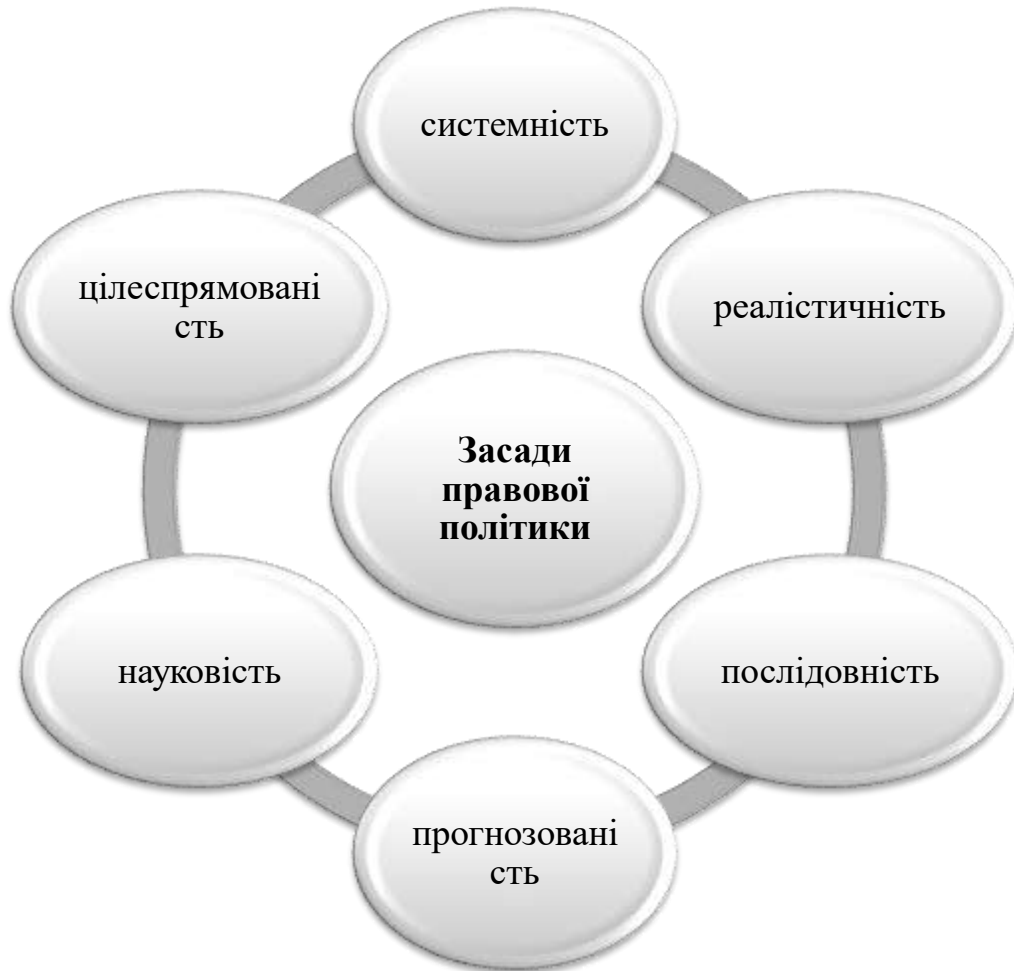 системність
цілеспрямовані
сть
реалістичність
Засади
правової
політики
науковість
послідовність
прогнозовані
сть